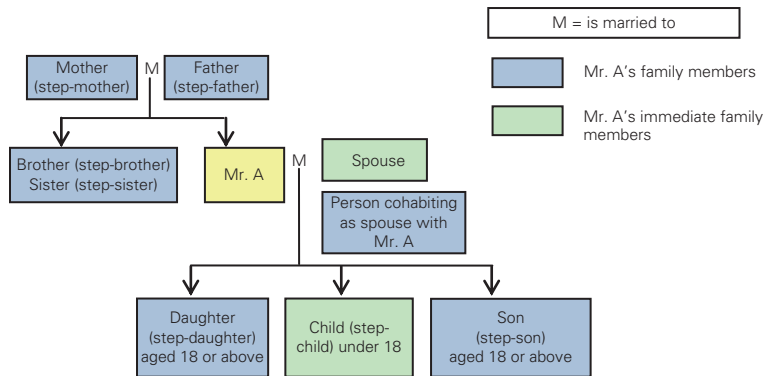 M = is married to
Mother
(step-mother)
M
Father
(step-father)
Mr. A's family members
Mr. A's immediate family
members
Brother (step-brother)
Sister (step-sister)
Mr. A
M
Spouse
Person cohabiting
as spouse with
Mr. A
Daughter
(step-daughter)
aged 18 or above
Child (step-
child) under 18
Son
(step-son)
aged 18 or above